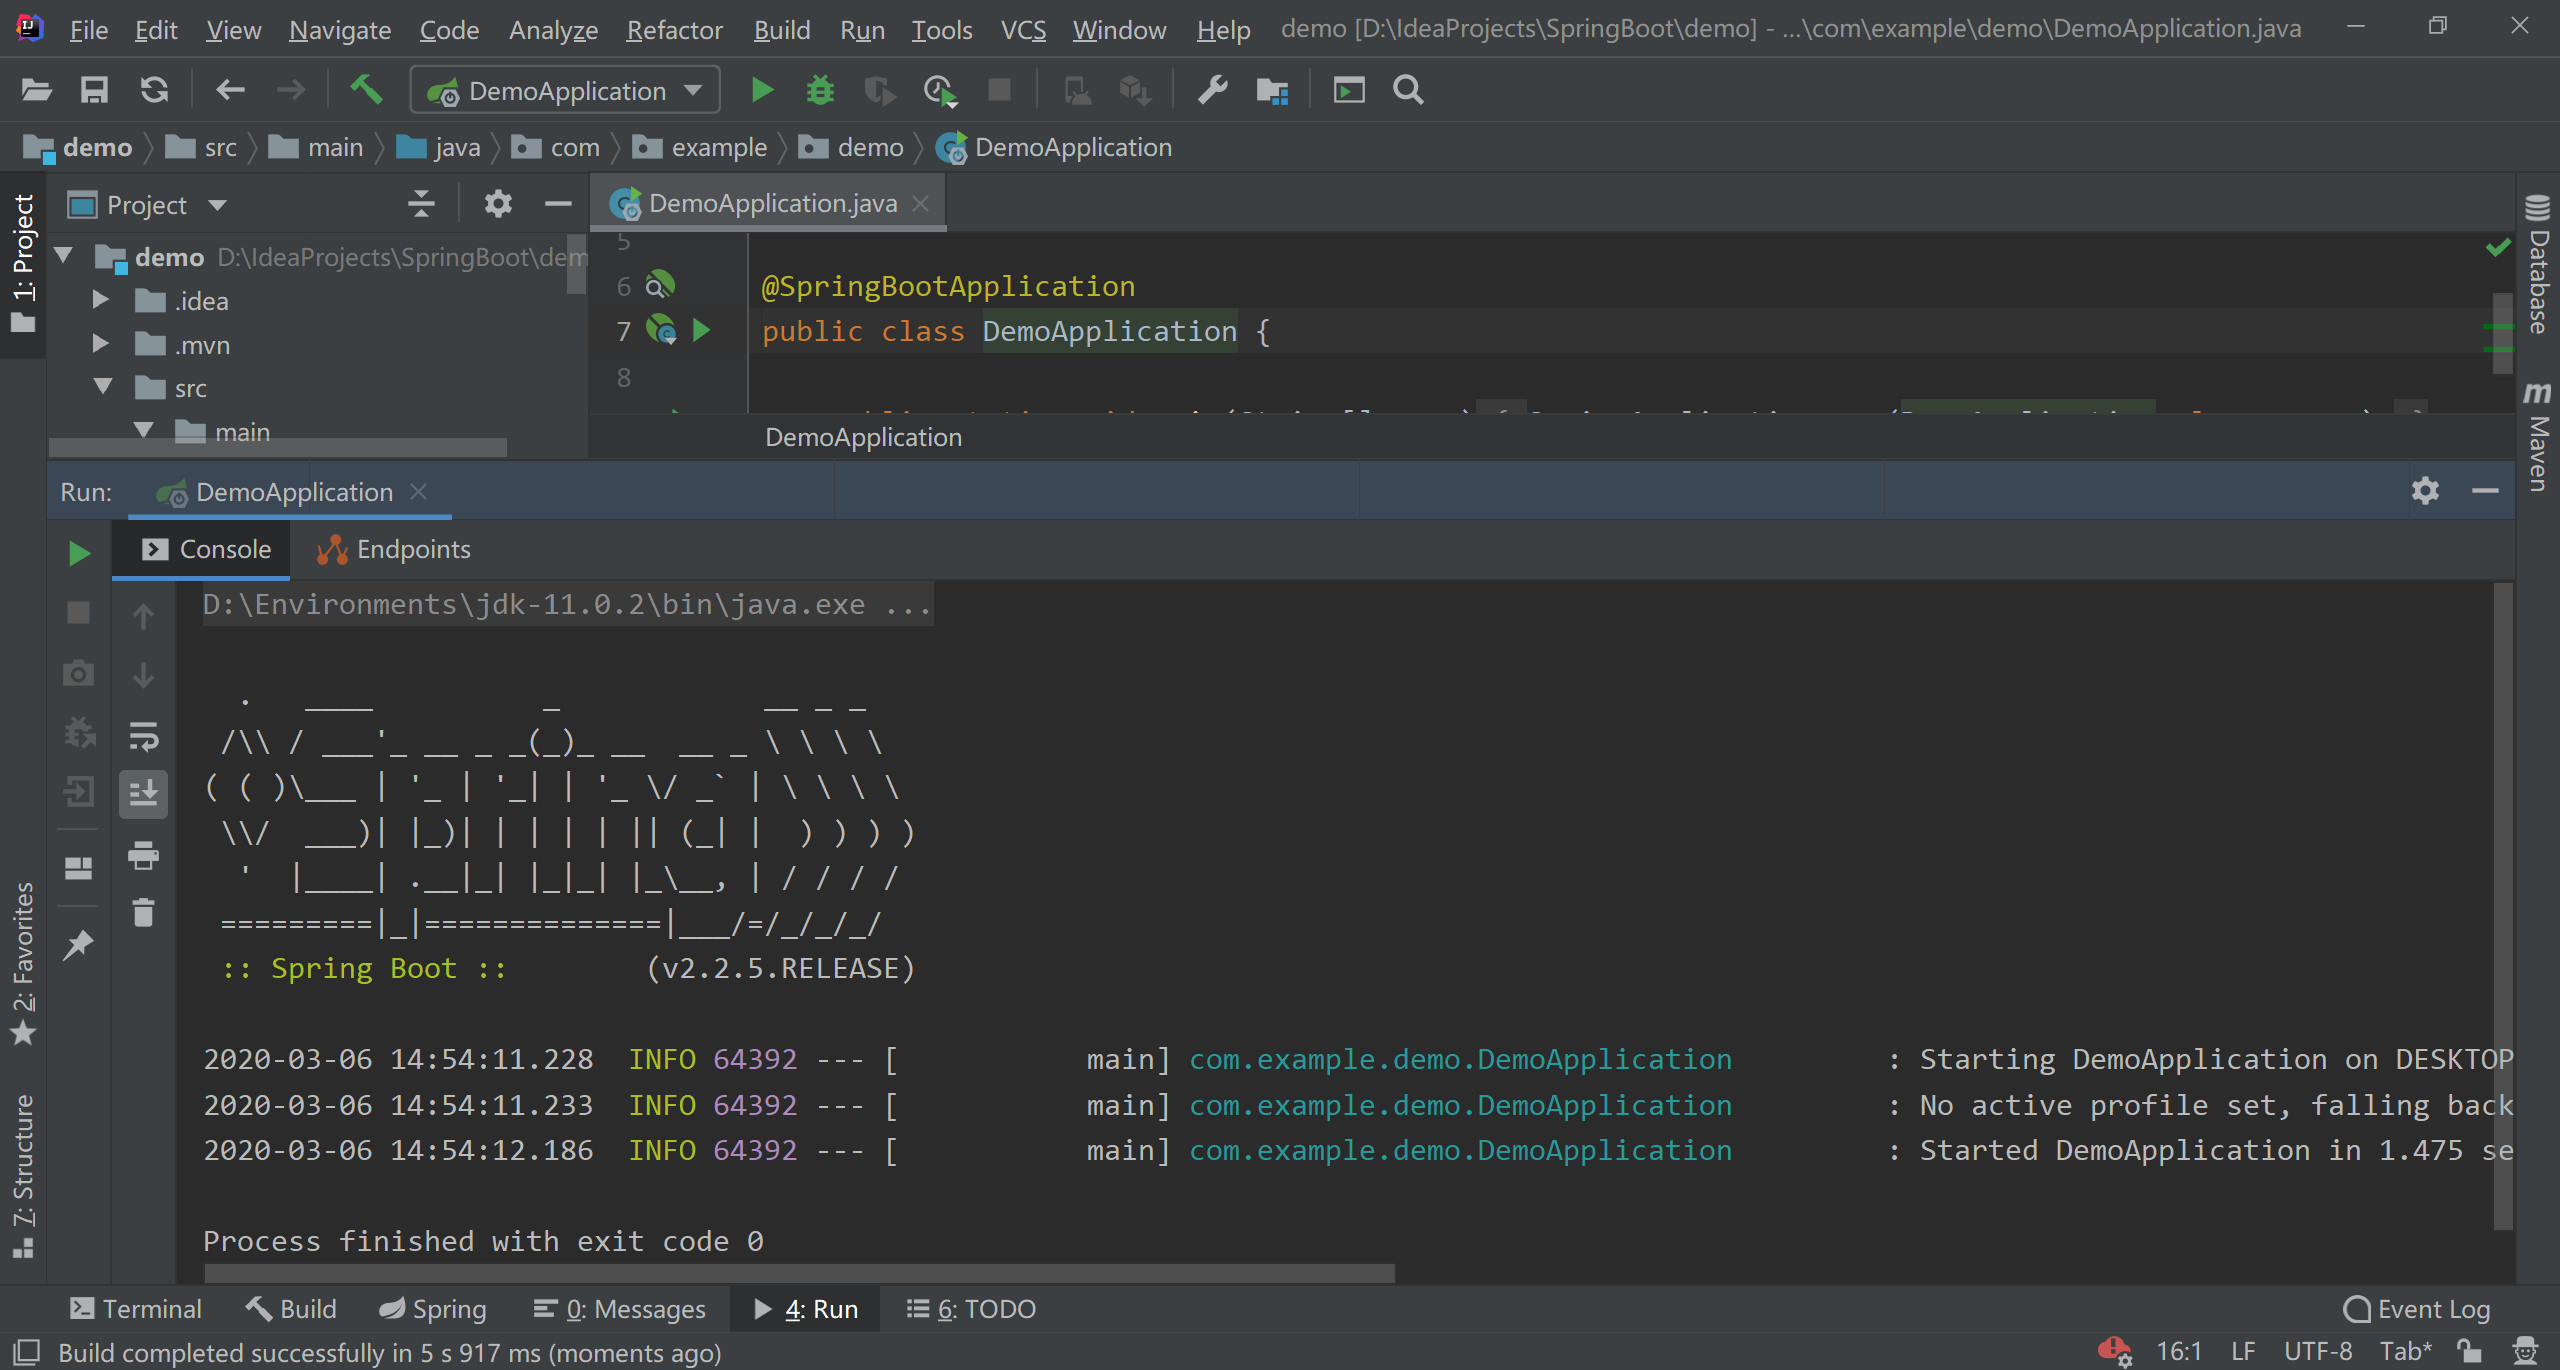 File Edit View Navigate Code Analyze Refactor Build Run Tools VCS Window Help demo [D:\IdeaProjects\SpringBoot\demo] - ...\com\example\demo\DemoApplication.java
DemoApplication
demo src main java com example demo DemoApplication
1: Project
Project
DemoApplication.java
demo D:\IdeaProjects\SpringBoot\dem
.idea
.mvn
src
main
5
6 @SpringBootApplication
7 public class DemoApplication {
8
DemoApplication
Database
Maven
Run: DemoApplication
Console Endpoints
D:\Environments\jdk-11.0.2\bin\java.exe ...
  .   ____          _            __ _ _
 /\\ / ___'_ __ _ _(_)_ __  __ _ \ \ \ \
( ( )\___ | '_ | '_| | '_ \/ _` | \ \ \ \
 \\/  ___)| |_)| | | | | || (_| |  ) ) ) )
  '  |____| .__|_| |_|_| |_\__, | / / / /
 =========|_|==============|___/=/_/_/_/
 :: Spring Boot ::        (v2.2.5.RELEASE)
2020-03-06 14:54:11.228  INFO 64392 --- [           main] com.example.demo.DemoApplication         : Starting DemoApplication on DESKTOP
2020-03-06 14:54:11.233  INFO 64392 --- [           main] com.example.demo.DemoApplication         : No active profile set, falling back
2020-03-06 14:54:12.186  INFO 64392 --- [           main] com.example.demo.DemoApplication         : Started DemoApplication in 1.475 se
Process finished with exit code 0
2: Favorites
7: Structure
Terminal Build Spring 0: Messages 4: Run 6: TODO Event Log
Build completed successfully in 5 s 917 ms (moments ago) 16:1 LF UTF-8 Tab*